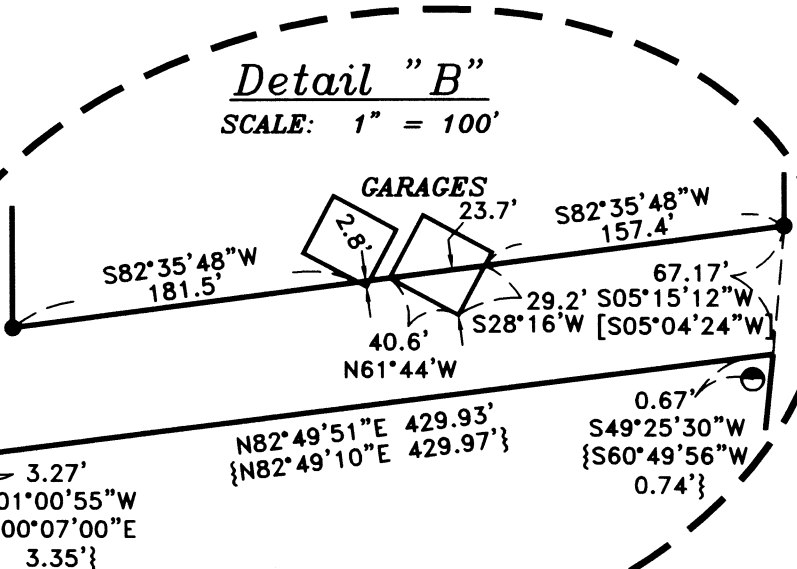 Detail "B"
SCALE: 1" = 100'
GARAGES
2.8'
23.7'
S82°35'48"W
157.4'
S82°35'48"W
181.5'
67.17'
29.2'
S05°15'12"W
S28°16'W
[S05°04'24"W]
40.6'
N61°44'W
0.67'
S49°25'30"W
{S60°49'56"W
0.74'}
N82°49'51"E 429.93'
{N82°49'10"E 429.97'}
3.27'
01°00'55"W
00°07'00"E
3.35'}